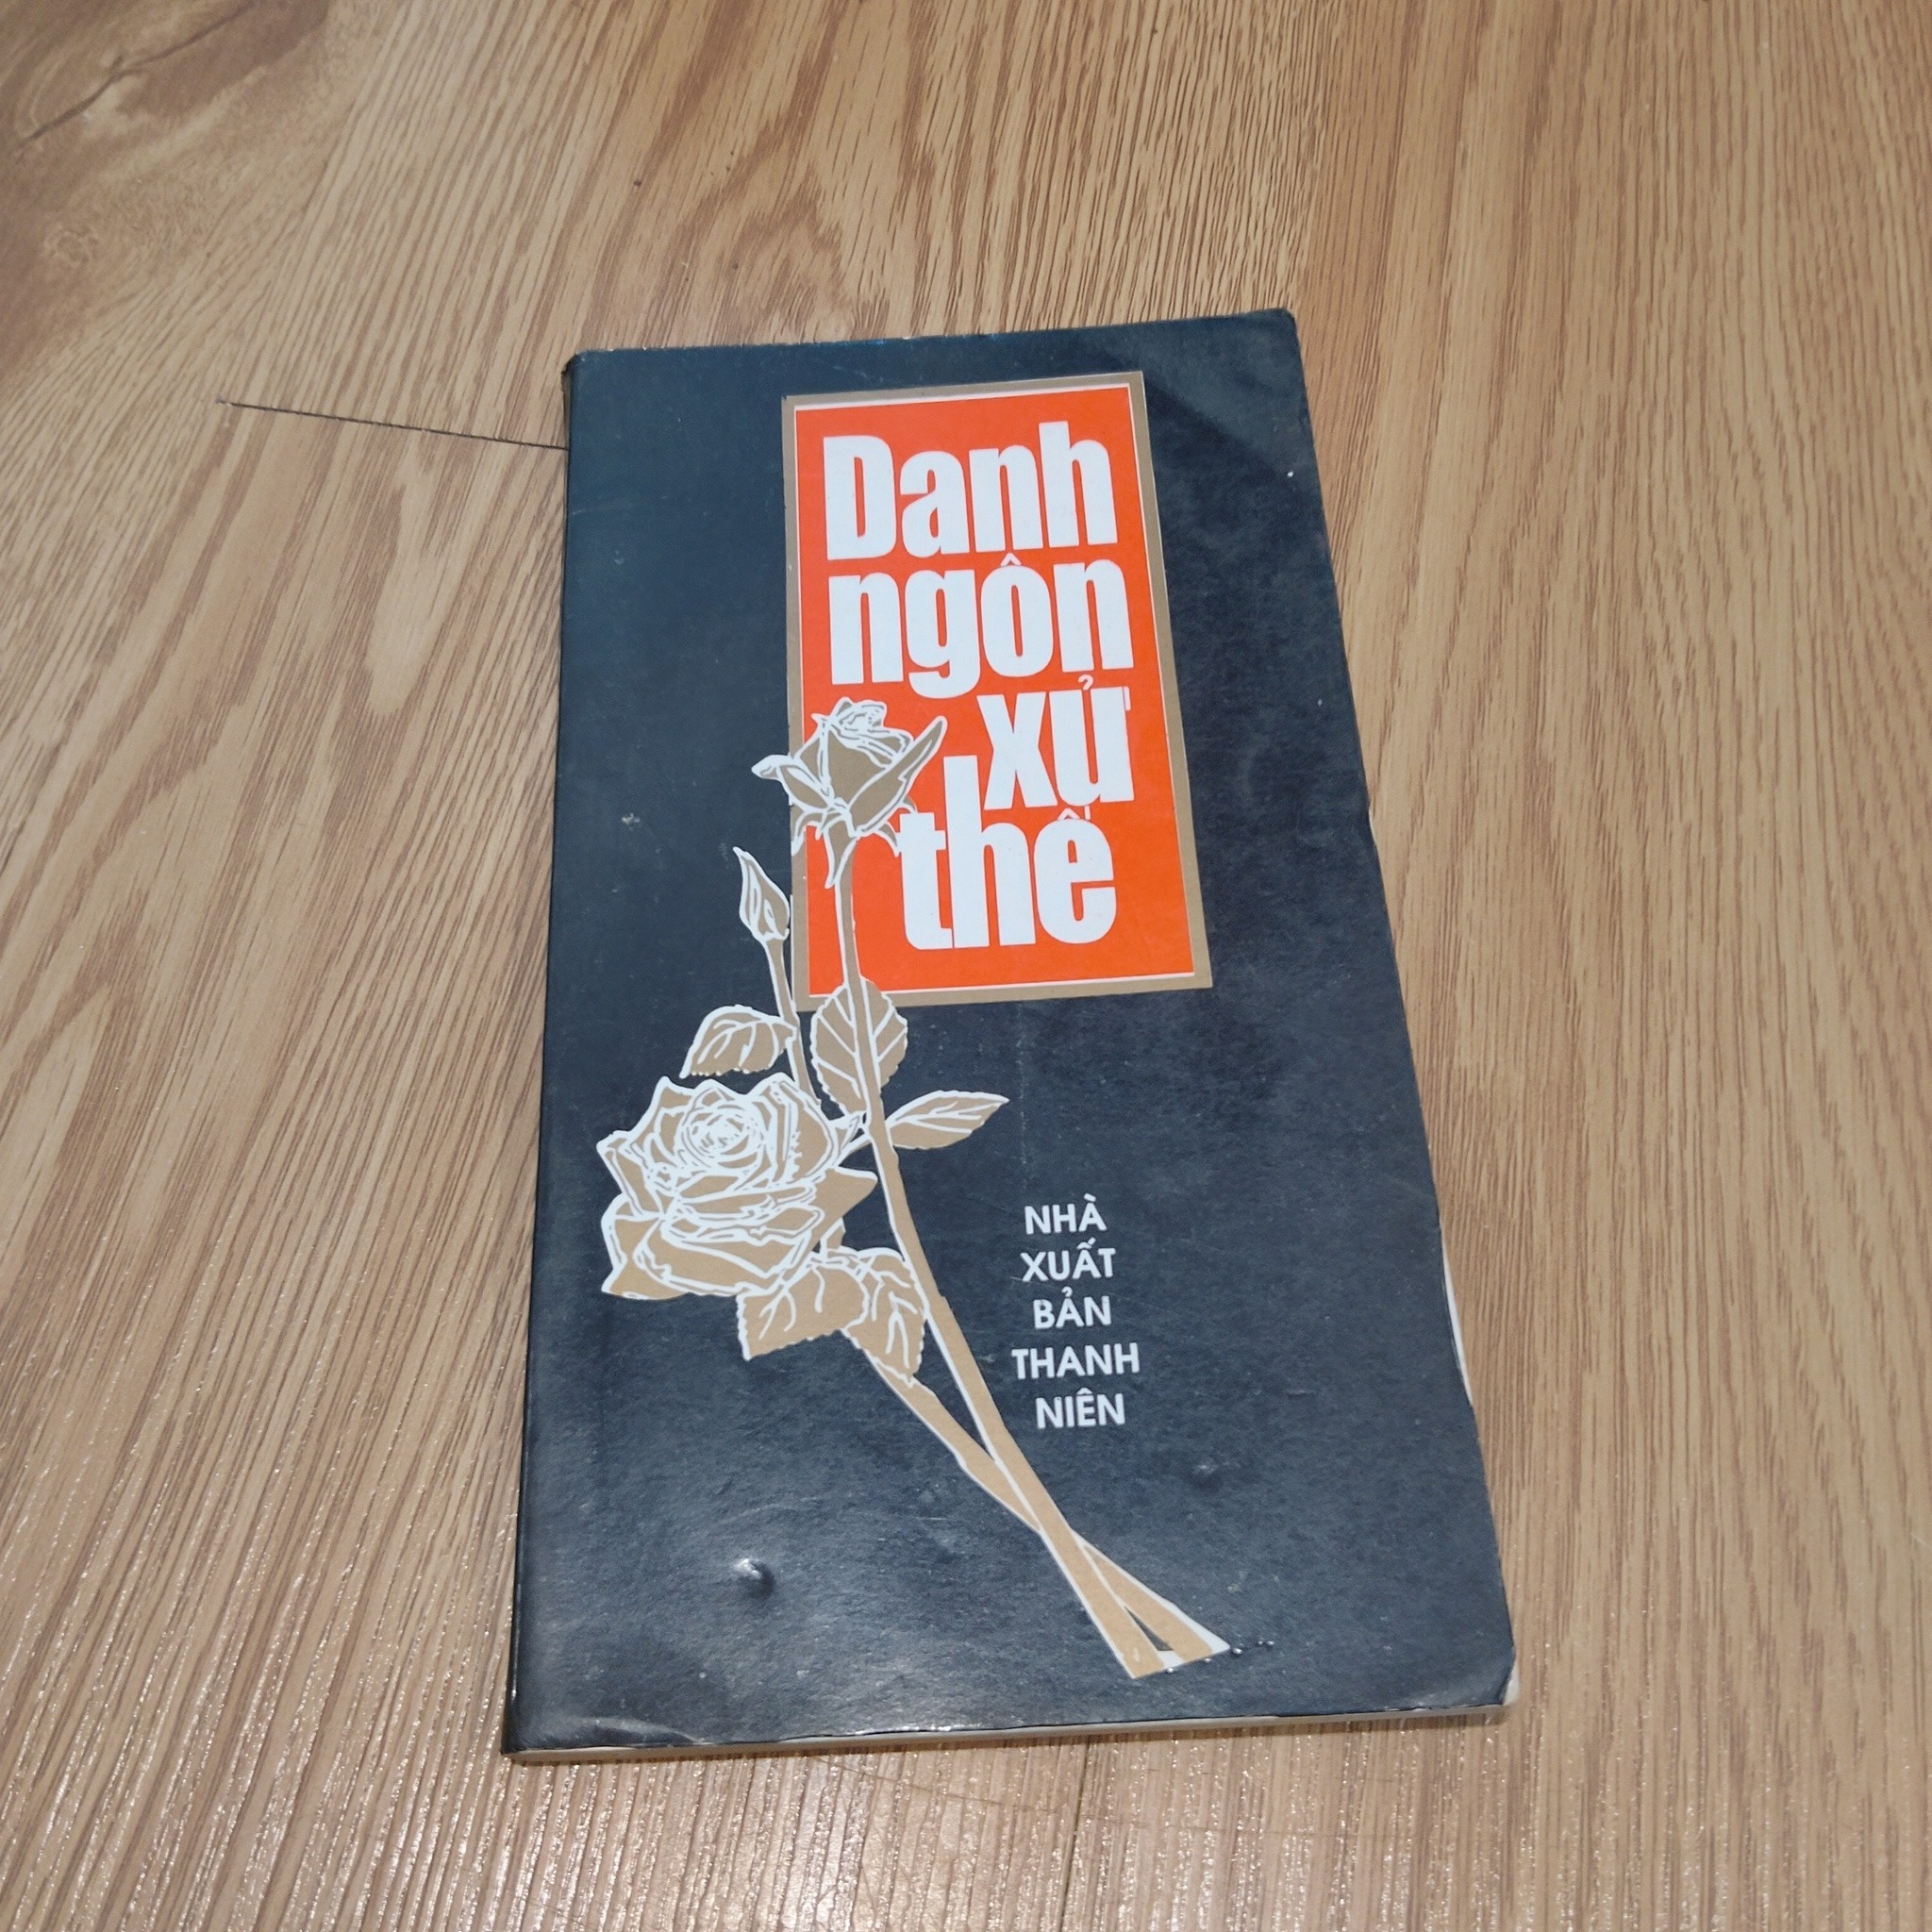 Danh
ngôn
xử
thế
NHÀ
XUẤT
BẢN
THANH
NIÊN